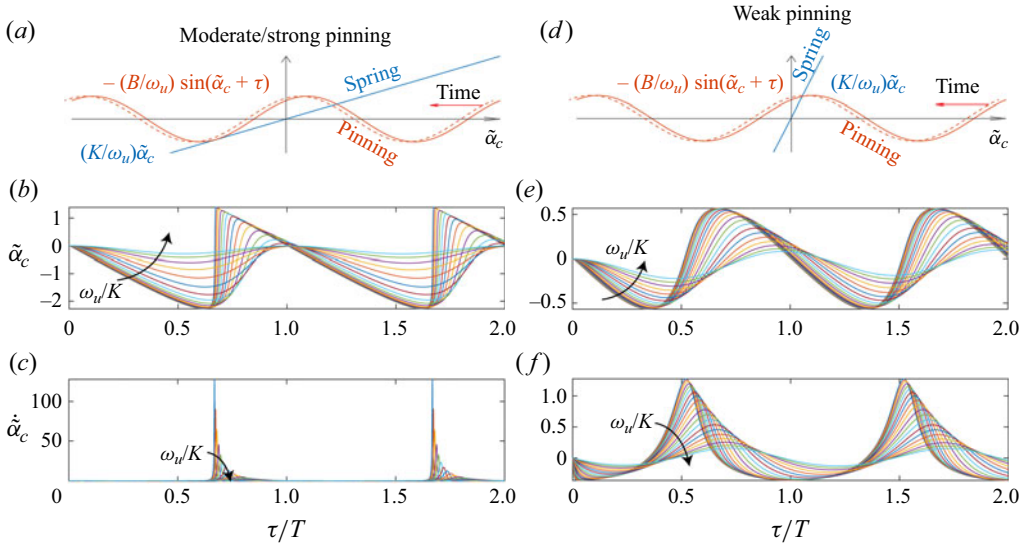 (a)
Moderate/strong pinning
− (B/ω_u) sin(α̃_c + τ)
Spring
Time
Pinning
(K/ω_u)α̃_c
α̃_c
(d)
Weak pinning
− (B/ω_u) sin(α̃_c + τ)
Spring
(K/ω_u)α̃_c
Time
Pinning
α̃_c
(b)
α̃_c
1
0
−1
−2
ω_u/K
0
0.5
1.0
1.5
2.0
(e)
0.5
0
−0.5
ω_u/K
0
0.5
1.0
1.5
2.0
(c)
α̃̇_c
100
50
ω_u/K
0
0.5
1.0
1.5
2.0
τ/T
(f)
1.0
0.5
0
ω_u/K
0
0.5
1.0
1.5
2.0
τ/T